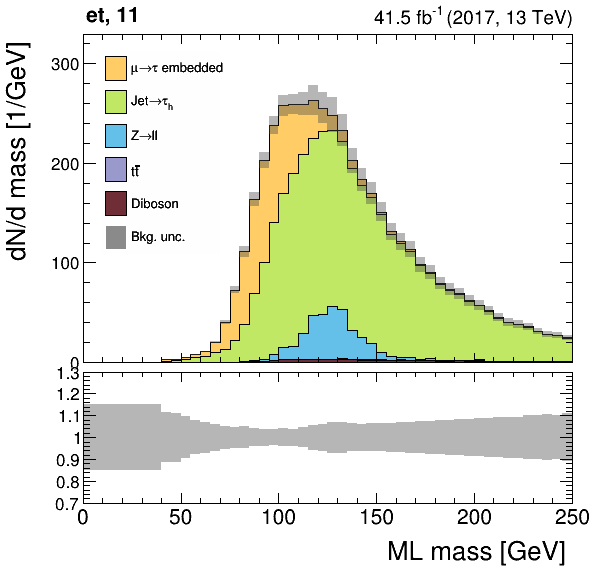 et, 11
41.5 fb⁻¹ (2017, 13 TeV)
dN/d mass [1/GeV]
300
200
100
0
μ→τ embedded
Jet→τₕ
Z→ll
tt̄
Diboson
Bkg. unc.
1.3
1.2
1.1
1
0.9
0.8
0.7
0 50 100 150 200 250
ML mass [GeV]